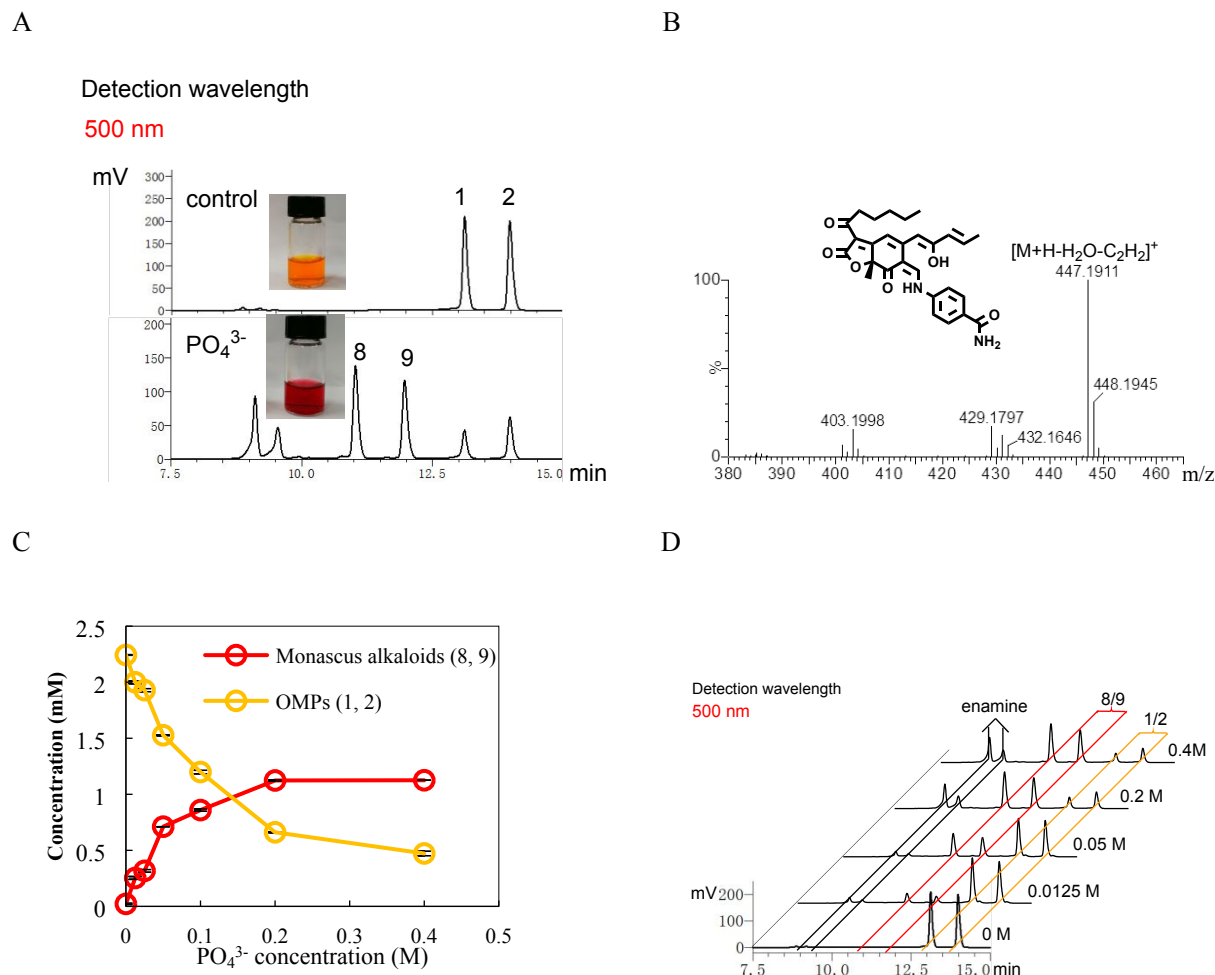 A
Detection wavelength
500 nm
mV
300
250
200
150
100
50
0
control
1
2
200
150
100
50
0
PO₄³⁻
8
9
7.5
10.0
12.5
15.0
min
B
[M+H-H₂O-C₂H₂]⁺
447.1911
448.1945
403.1998
429.1797
432.1646
100
%
0
O
O
O
O
OH
HN
O
NH₂
380 390 400 410 420 430 440 450 460 m/z
C
Concentration (mM)
2.5
2
1.5
1
0.5
0
Monascus alkaloids (8, 9)
OMPs (1, 2)
0 0.1 0.2 0.3 0.4 0.5
PO₄³⁻ concentration (M)
D
Detection wavelength
500 nm
enamine
8/9
1/2
0.4M
0.2 M
0.05 M
0.0125 M
0 M
mV
200
100
0
7.5 10.0 12.5 15.0 min